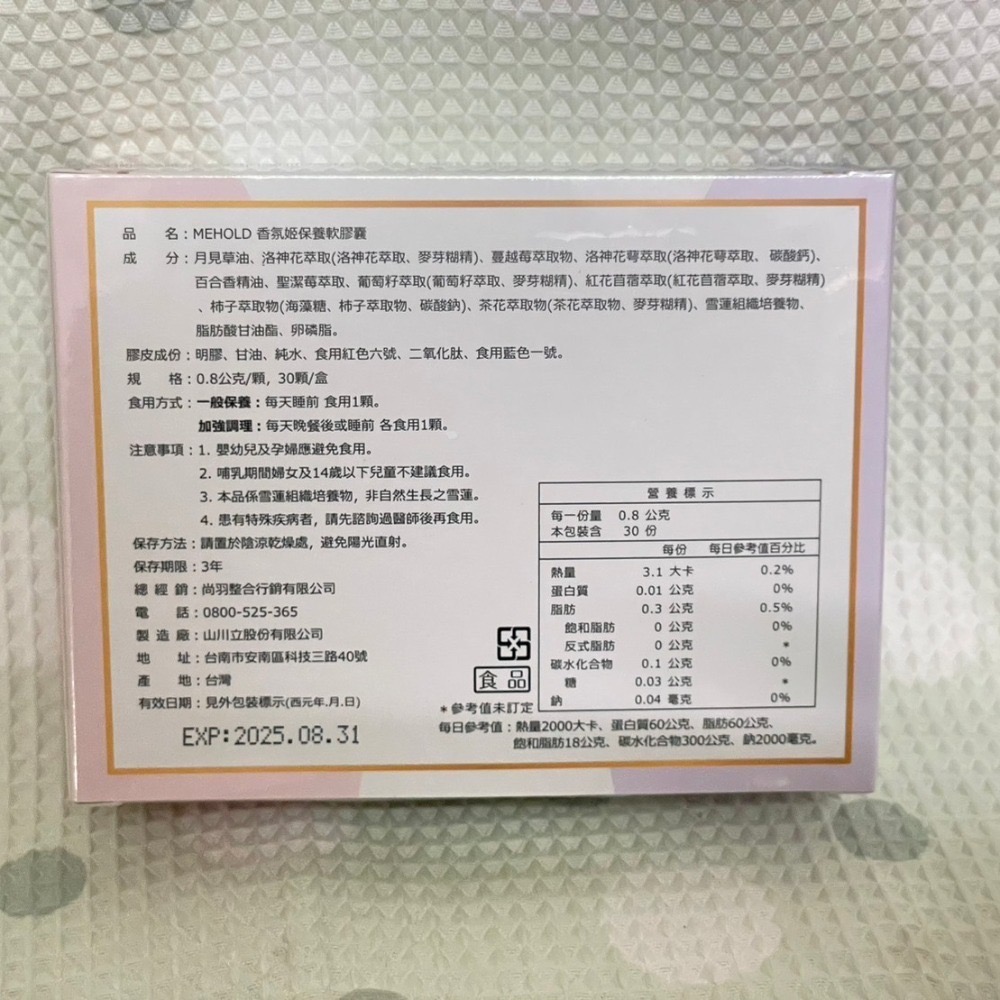 品　　名：MEHOLD 香氛姬保養軟膠囊
成　　分：月見草油、洛神花萃取(洛神花萃取、麥芽糊精)、蔓越莓萃取物、洛神花萼萃取(洛神花萼萃取、碳酸鈣)、
百合香精油、聖潔莓萃取、葡萄籽萃取(葡萄籽萃取、麥芽糊精)、紅花苜蓿萃取(紅花苜蓿萃取、麥芽糊精)
、柿子萃取物(海藻糖、柿子萃取物、碳酸鈉)、茶花萃取物(茶花萃取物、麥芽糊精)、雪蓮組織培養物、
脂肪酸甘油酯、卵磷脂。
膠皮成份：明膠、甘油、純水、食用紅色六號、二氧化肽、食用藍色一號。
規　　格：0.8公克/顆，30顆/盒
食用方式：一般保養：每天睡前 食用1顆。
加強調理：每天晚餐後或睡前 各食用1顆。
注意事項：1. 嬰幼兒及孕婦應避免食用。
2. 哺乳期間婦女及14歲以下兒童不建議食用。
3. 本品係雪蓮組織培養物，非自然生長之雪蓮。
4. 患有特殊疾病者，請先諮詢過醫師後再食用。
保存方法：請置於陰涼乾燥處，避免陽光直射。
保存期限：3年
總 經 銷：尚羽整合行銷有限公司
電　　話：0800-525-365
製 造 廠：山川立股份有限公司
地　　址：台南市安南區科技三路40號
產　　地：台灣
有效日期：見外包裝標示(西元年.月.日)
EXP:2025.08.31
食品
營養標示
每一份量 0.8 公克
本包裝含 30 份
每份 每日參考值百分比
熱量 3.1 大卡 0.2%
蛋白質 0.01 公克 0%
脂肪 0.3 公克 0.5%
飽和脂肪 0 公克 0%
反式脂肪 0 公克 *
碳水化合物 0.1 公克 0%
糖 0.03 公克 *
鈉 0.04 毫克 0%
*參考值未訂定
每日參考值：熱量2000大卡、蛋白質60公克、脂肪60公克、
飽和脂肪18公克、碳水化合物300公克、鈉2000毫克。